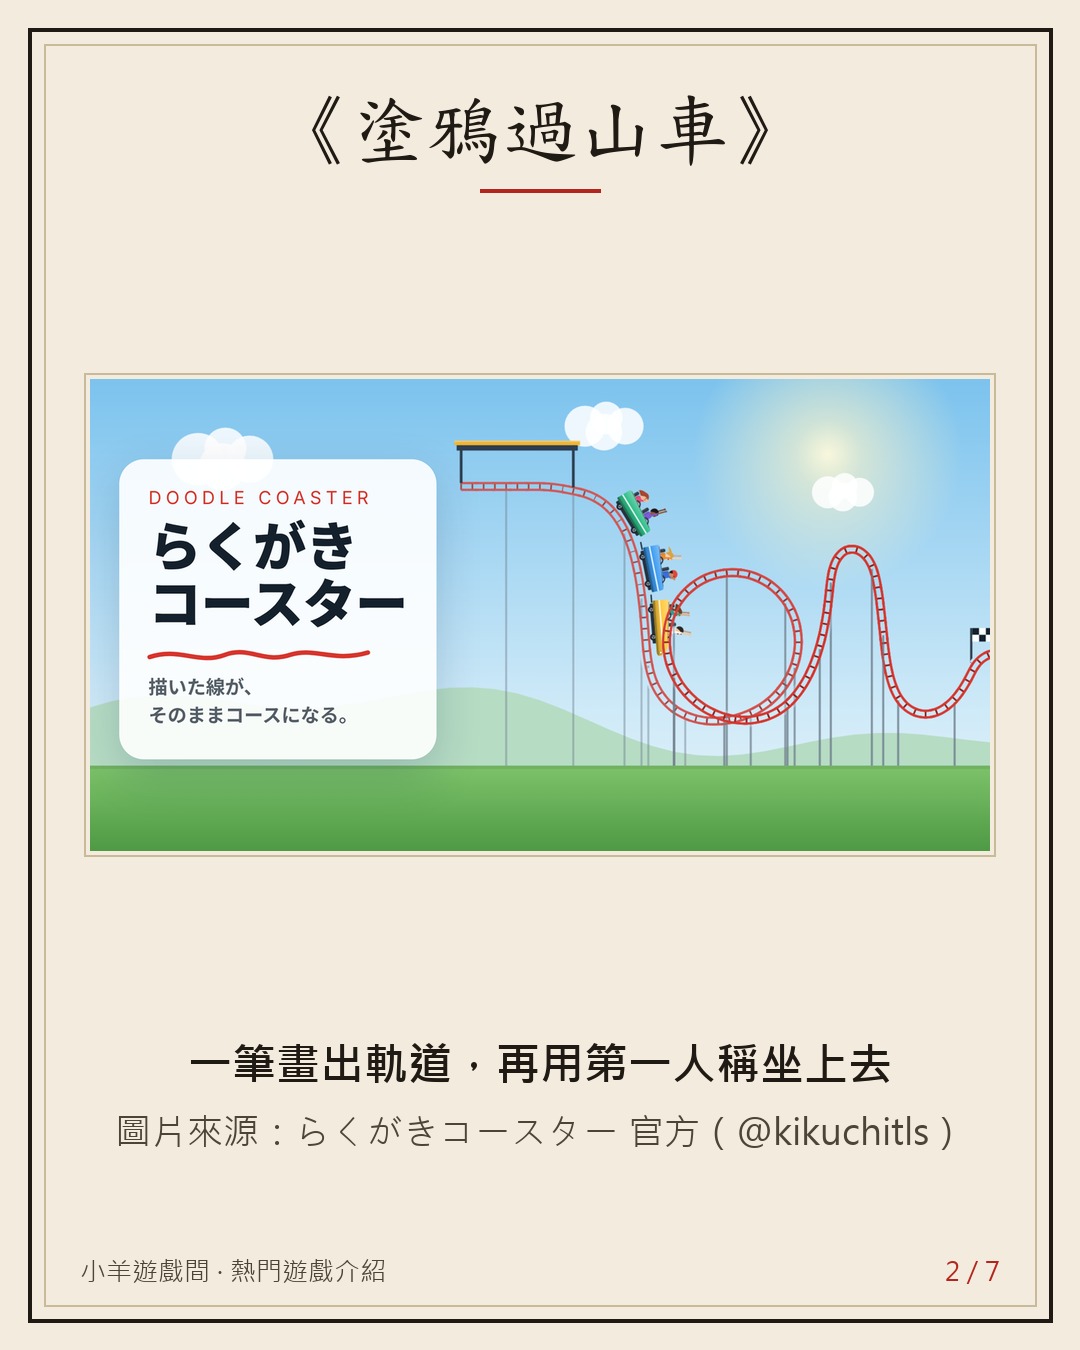 《塗鴉過山車》
DOODLE COASTER
らくがき
コースター
描いた線が、
そのままコースになる。
一筆畫出軌道，再用第一人稱坐上去
圖片來源：らくがきコースター 官方（@kikuchitls）
小羊遊戲間·熱門遊戲介紹
2 / 7